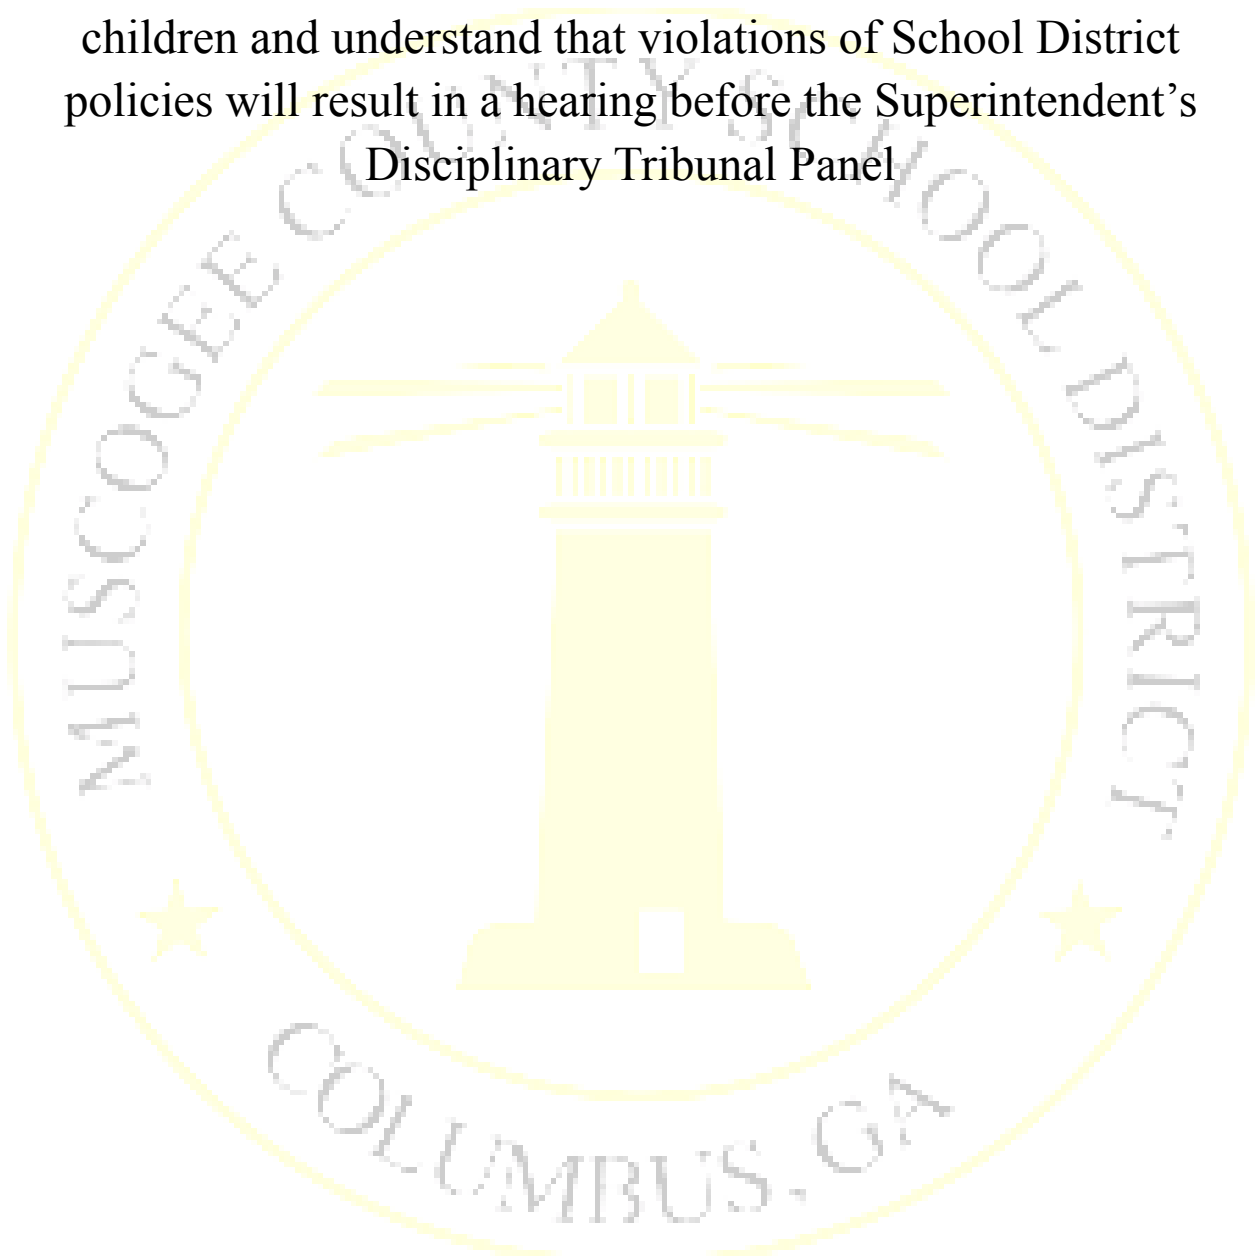 children and understand that violations of School District
policies will result in a hearing before the Superintendent’s
Disciplinary Tribunal Panel
MUSCOGEE COUNTY SCHOOL DISTRICT
COLUMBUS, GA